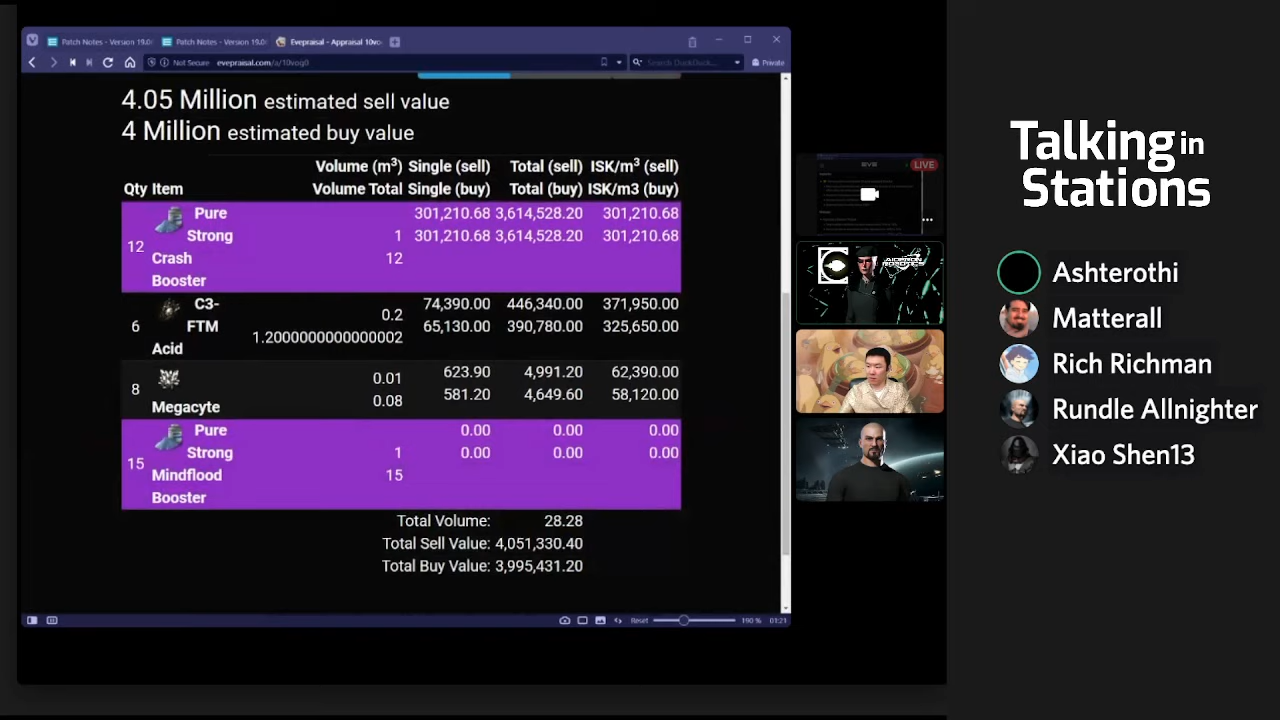 Patch Notes - Version 19.0
Patch Notes - Version 19.0
Evepraisal - Appraisal 10vo
Not Secure
evepraisal.com/a/10vog0
Search DuckDuck
Private
4.05 Million estimated sell value
4 Million estimated buy value
Volume (m³) Single (sell) Total (sell) ISK/m³ (sell)
Qty Item Volume Total Single (buy) Total (buy) ISK/m3 (buy)
Pure 301,210.68 3,614,528.20 301,210.68
12 Strong 1 301,210.68 3,614,528.20 301,210.68
Crash 12
Booster
C3- 74,390.00 446,340.00 371,950.00
6 FTM 0.2 65,130.00 390,780.00 325,650.00
Acid 1.2000000000000002
8 0.01 623.90 4,991.20 62,390.00
Megacyte 0.08 581.20 4,649.60 58,120.00
Pure 0.00 0.00 0.00
15 Strong 1 0.00 0.00 0.00
Mindflood 15
Booster
Total Volume: 28.28
Total Sell Value: 4,051,330.40
Total Buy Value: 3,995,431.20
Reset
190 %
01:21
LIVE
Talking in
Stations
Ashterothi
Matterall
Rich Richman
Rundle Allnighter
Xiao Shen13